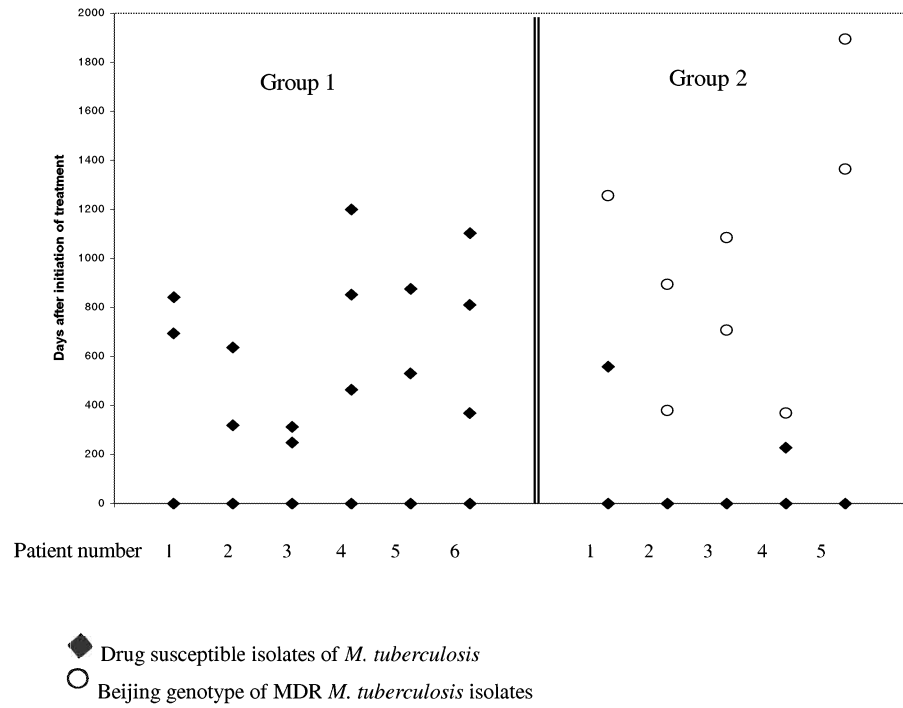 2000
1800
1600
1400
1200
1000
800
600
400
200
0
Days after initiation of treatment
Group 1
Group 2
Patient number 1 2 3 4 5 6 1 2 3 4 5
Drug susceptible isolates of M. tuberculosis
Beijing genotype of MDR M. tuberculosis isolates